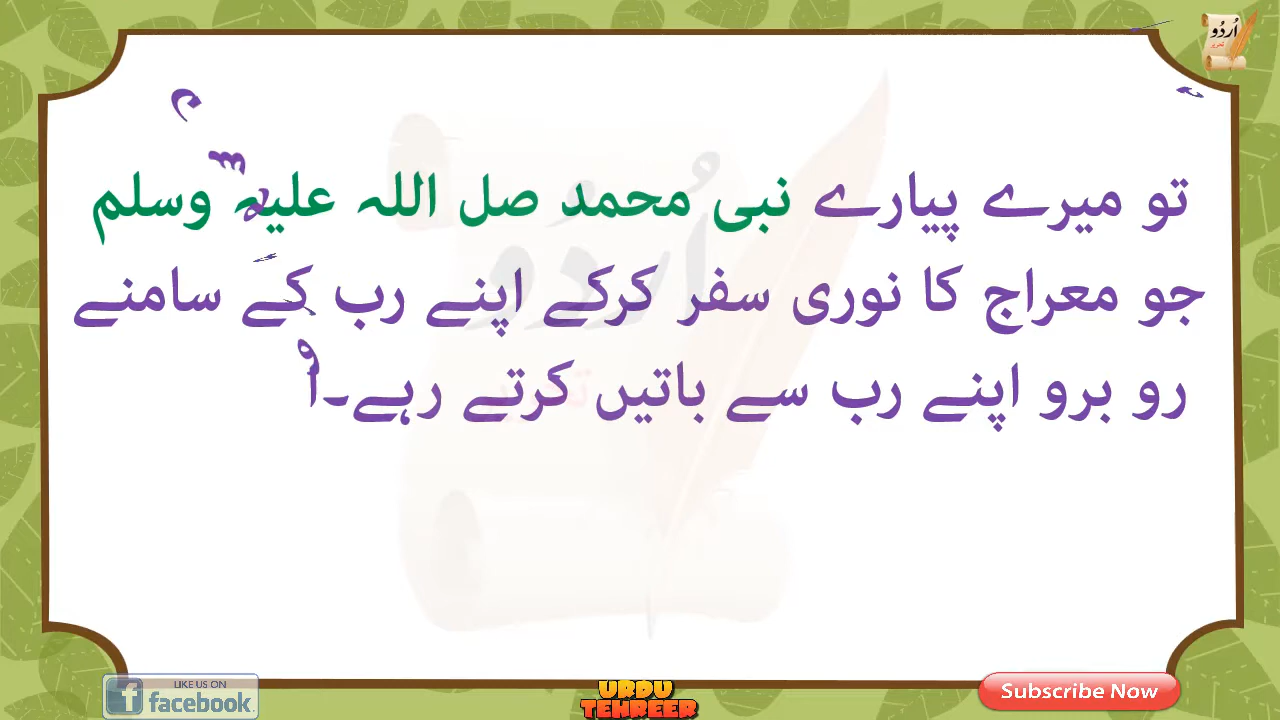 اُردُو
تو میرے پیارے نبی محمد صل اللہ علیہ وسلم
جو معراج کا نوری سفر کرکے اپنے رب کے سامنے
رو برو اپنے رب سے باتیں کرتے رہے۔
LIKE US ON
facebook
URDU
TEHREER
Subscribe Now